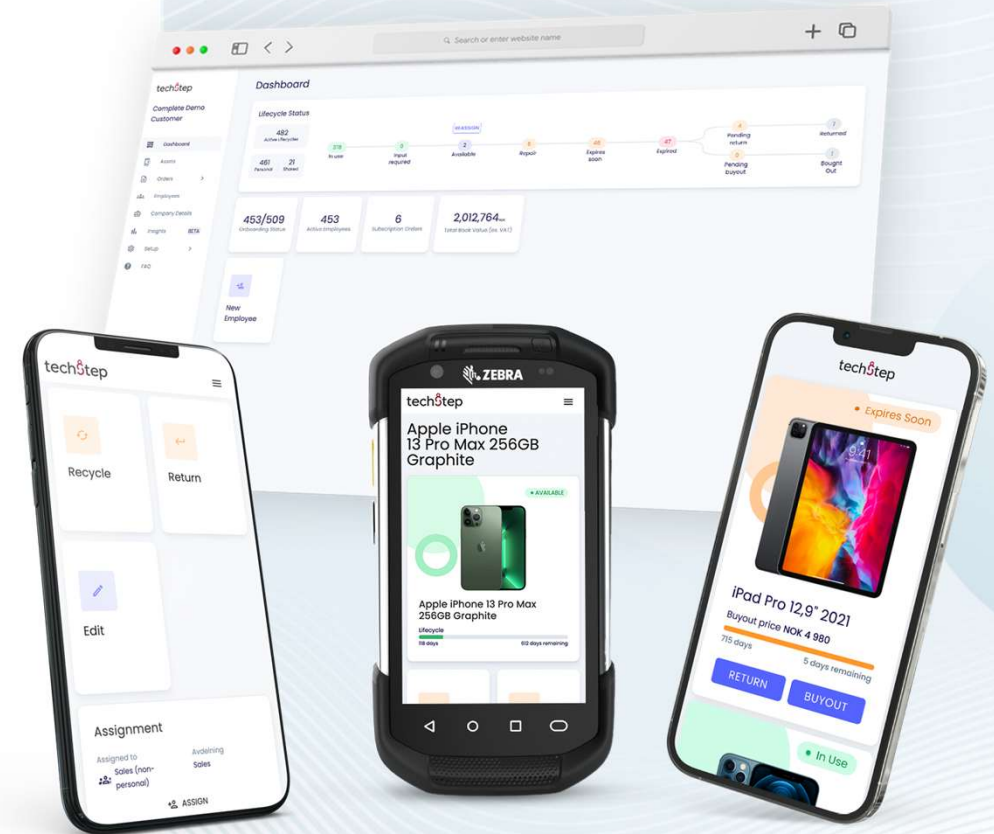 Search or enter website name
techstep
Complete Demo
Customer
Dashboard
Assets
Orders
Employees
Company Details
Insights BETA
Setup
FAQ
Dashboard
Lifecycle Status
482
Active Lifecycles
461
Personal
21
Shared
In use
3
Input
required
REASSIGN
2
Available
Repair
Expires
soon
47
Expired
4
Pending
return
Pending
buyout
Returned
Bought
Out
453/509
Onboarding Status
453
Active Employees
6
Subscription Orders
2,012,764
Total Book Value (ex. VAT)
New
Employee
techstep
Recycle
Return
Edit
Assignment
Assigned to
Sales (non-
personal)
Avdelning
Sales
ASSIGN
ZEBRA
techstep
Apple iPhone
13 Pro Max 256GB
Graphite
AVAILABLE
Apple iPhone 13 Pro Max
256GB Graphite
Lifecycle
118 days
612 days remaining
techstep
Expires Soon
9:41
iPad Pro 12,9" 2021
Buyout price NOK 4 980
715 days
5 days remaining
RETURN
BUYOUT
In Use